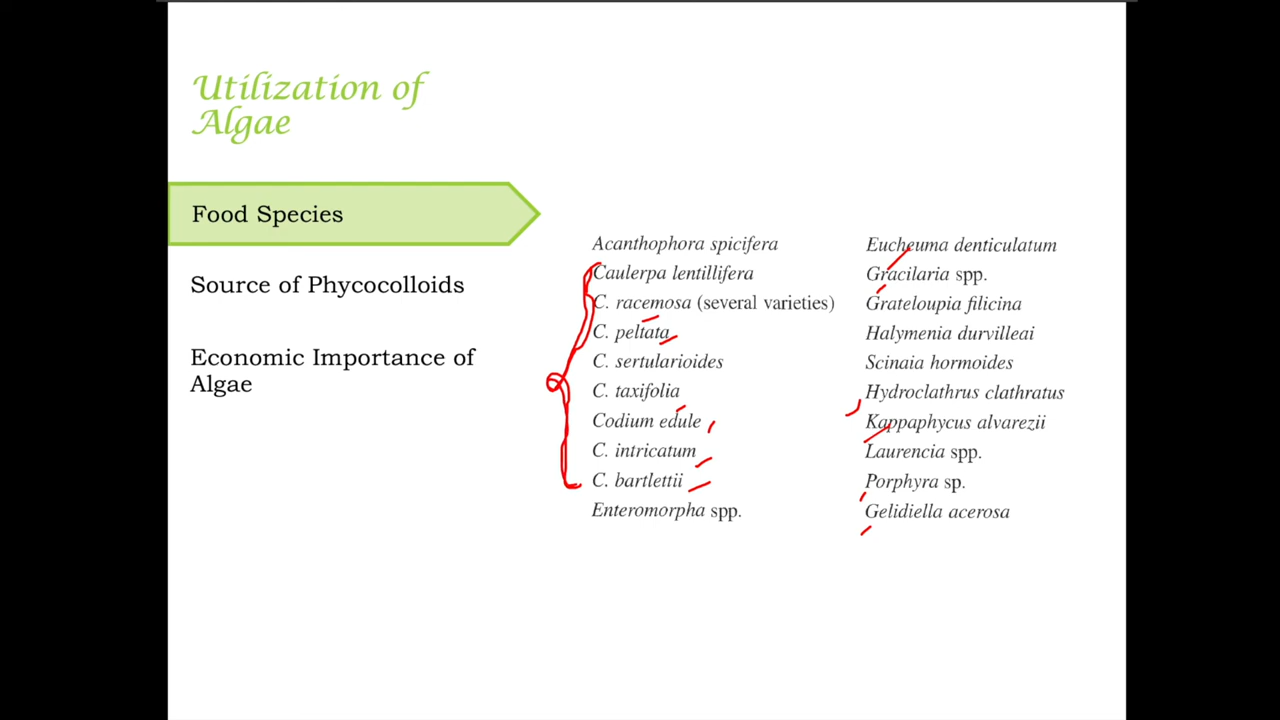 Utilization of
Algae
Food Species
Source of Phycocolloids
Economic Importance of
Algae
Acanthophora spicifera
Caulerpa lentillifera
C. racemosa (several varieties)
C. peltata
C. sertularioides
C. taxifolia
Codium edule
C. intricatum
C. bartlettii
Enteromorpha spp.
Eucheuma denticulatum
Gracilaria spp.
Grateloupia filicina
Halymenia durvilleai
Scinaia hormoides
Hydroclathrus clathratus
Kappaphycus alvarezii
Laurencia spp.
Porphyra sp.
Gelidiella acerosa